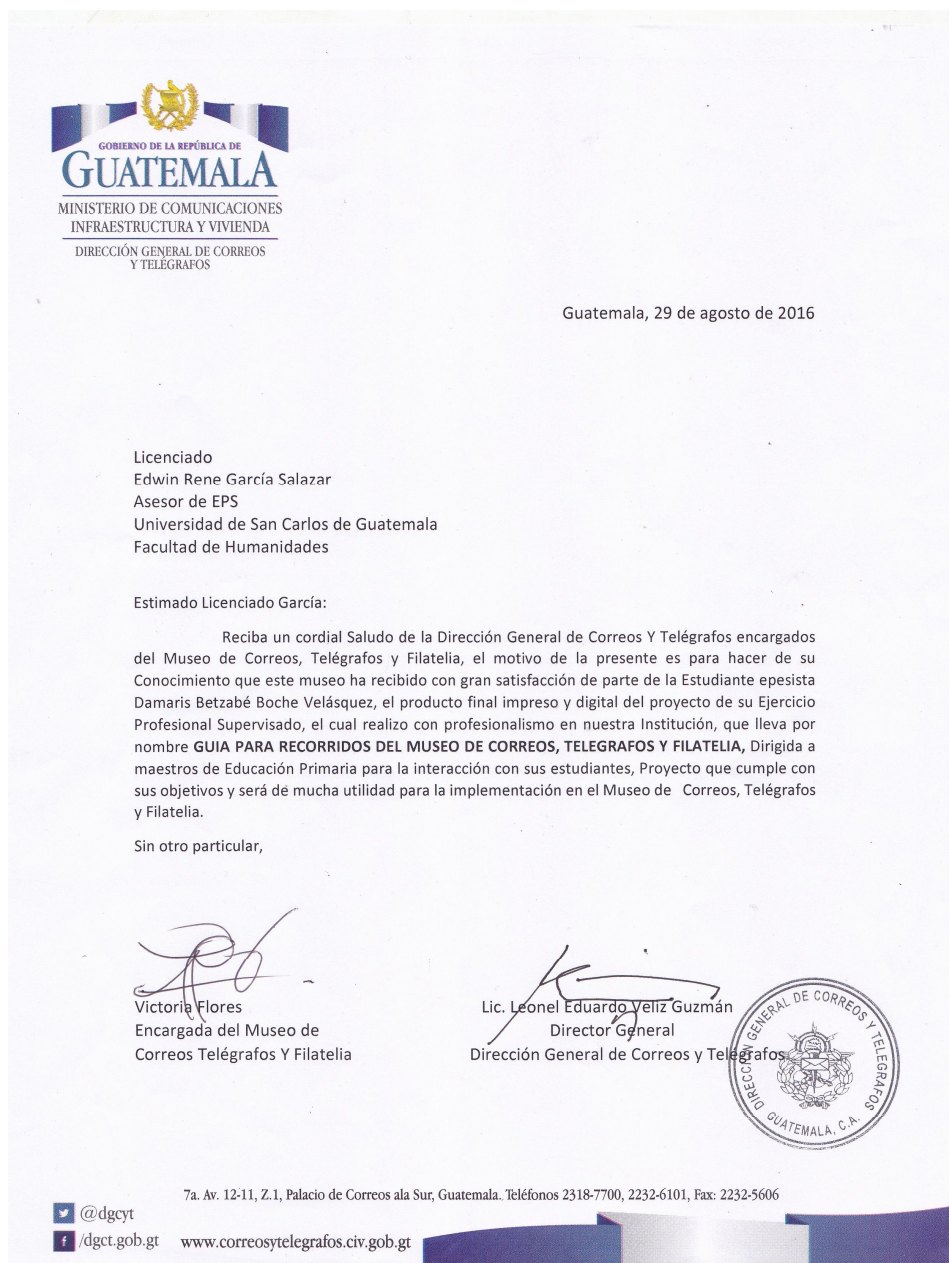 GOBIERNO DE LA REPÚBLICA DE
GUATEMALA
MINISTERIO DE COMUNICACIONES
INFRAESTRUCTURA Y VIVIENDA
DIRECCIÓN GENERAL DE CORREOS
Y TELÉGRAFOS
Guatemala, 29 de agosto de 2016
Licenciado
Edwin Rene García Salazar
Asesor de EPS
Universidad de San Carlos de Guatemala
Facultad de Humanidades
Estimado Licenciado García:
Reciba un cordial Saludo de la Dirección General de Correos Y Telégrafos encargados
del Museo de Correos, Telégrafos y Filatelia, el motivo de la presente es para hacer de su
Conocimiento que este museo ha recibido con gran satisfacción de parte de la Estudiante epesista
Damaris Betzabé Boche Velásquez, el producto final impreso y digital del proyecto de su Ejercicio
Profesional Supervisado, el cual realizo con profesionalismo en nuestra Institución, que lleva por
nombre GUIA PARA RECORRIDOS DEL MUSEO DE CORREOS, TELEGRAFOS Y FILATELIA, Dirigida a
maestros de Educación Primaria para la interacción con sus estudiantes, Proyecto que cumple con
sus objetivos y será de mucha utilidad para la implementación en el Museo de Correos, Telégrafos
y Filatelia.
Sin otro particular,
Victoria Flores
Encargada del Museo de
Correos Telégrafos Y Filatelia
Lic. Leonel Eduardo Veliz Guzmán
Director General
Dirección General de Correos y Telégrafos
DIRECCIÓN GENERAL DE CORREOS Y TELEGRAFOS
GUATEMALA, C.A.
7a. Av. 12-11, Z.1, Palacio de Correos ala Sur, Guatemala. Teléfonos 2318-7700, 2232-6101, Fax: 2232-5606
@dgcyt
/dgct.gob.gt www.correosytelegrafos.civ.gob.gt